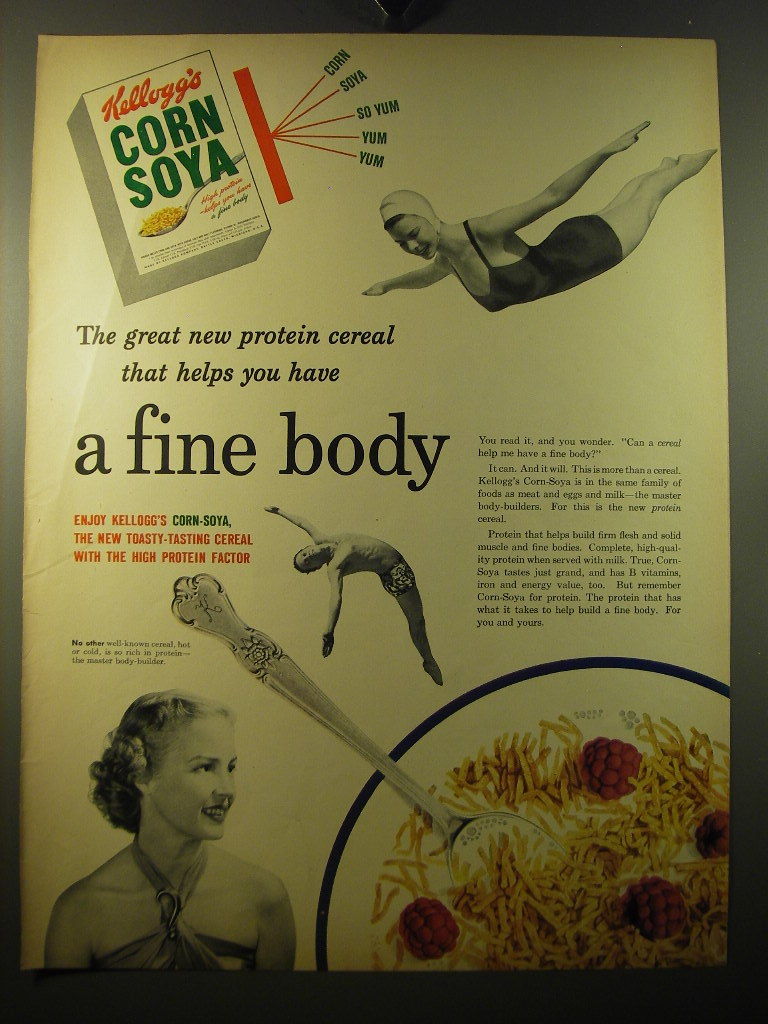 Kellogg's
CORN
SOYA
High protein
helps you have
a fine body
CORN
SOYA
SO YUM
YUM
YUM
The great new protein cereal
that helps you have
a fine body
ENJOY KELLOGG'S CORN-SOYA,
THE NEW TOASTY-TASTING CEREAL
WITH THE HIGH PROTEIN FACTOR
No other well-known cereal, hot
or cold, is so rich in protein—
the master body-builder.
You read it, and you wonder. "Can a cereal
help me have a fine body?"
It can. And it will. This is more than a cereal.
Kellogg's Corn-Soya is in the same family of
foods as meat and eggs and milk—the master
body-builders. For this is the new protein
cereal.
Protein that helps build firm flesh and solid
muscle and fine bodies. Complete, high-qual-
ity protein when served with milk. True, Corn-
Soya tastes just grand, and has B vitamins,
iron and energy value, too. But remember
Corn-Soya for protein. The protein that has
what it takes to help build a fine body. For
you and yours.
K